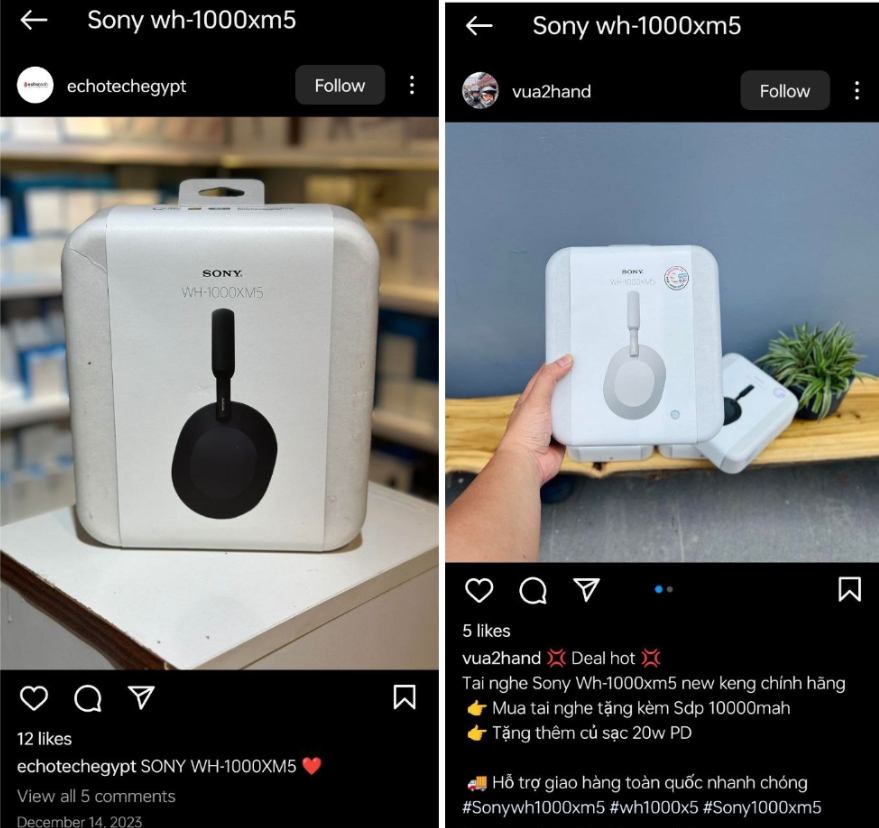 Sony wh-1000xm5
echotechegypt
Follow
SONY
WH-1000XM5
12 likes
echotechegypt SONY WH-1000XM5 ❤️
View all 5 comments
December 14, 2023
Sony wh-1000xm5
vua2hand
Follow
SONY
WH-1000XM5
5 likes
vua2hand 💢 Deal hot 💢
Tai nghe Sony Wh-1000xm5 new keng chính hãng
👉 Mua tai nghe tặng kèm Sdp 10000mah
👉 Tặng thêm củ sạc 20w PD
🚚 Hỗ trợ giao hàng toàn quốc nhanh chóng
#Sonywh1000xm5 #wh1000x5 #Sony1000xm5